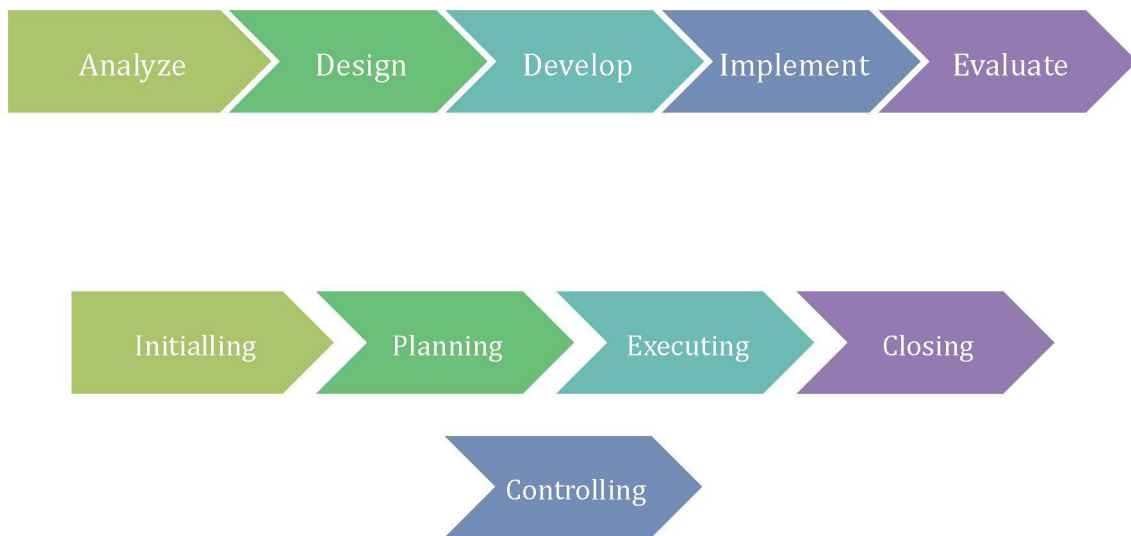 Analyze Design Develop Implement Evaluate
Initialling Planning Executing Closing
Controlling